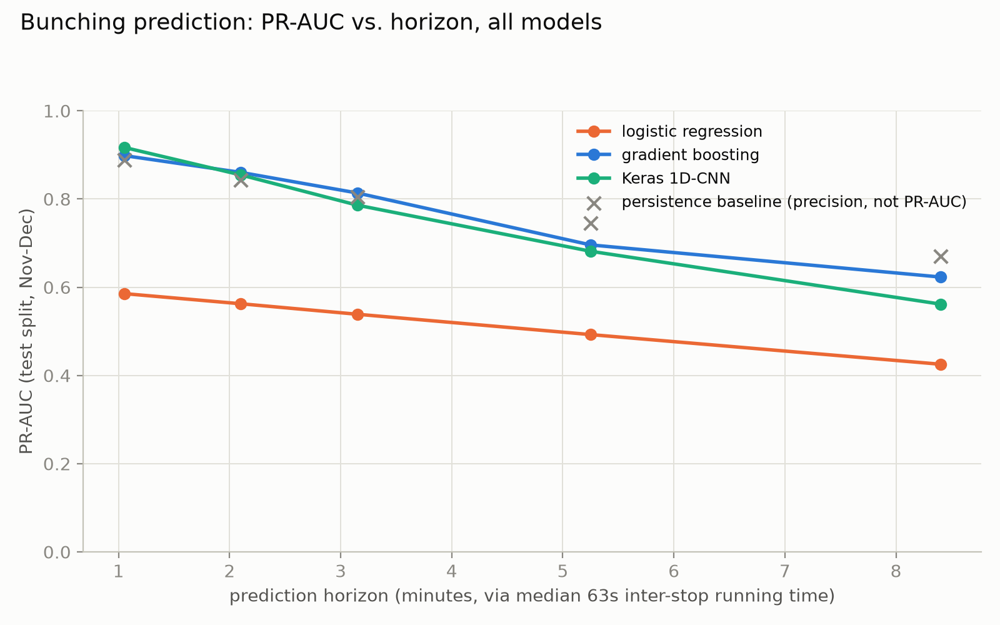 Bunching prediction: PR-AUC vs. horizon, all models
logistic regression
gradient boosting
Keras 1D-CNN
persistence baseline (precision, not PR-AUC)
PR-AUC (test split, Nov-Dec)
1.0
0.8
0.6
0.4
0.2
0.0
1 2 3 4 5 6 7 8
prediction horizon (minutes, via median 63s inter-stop running time)